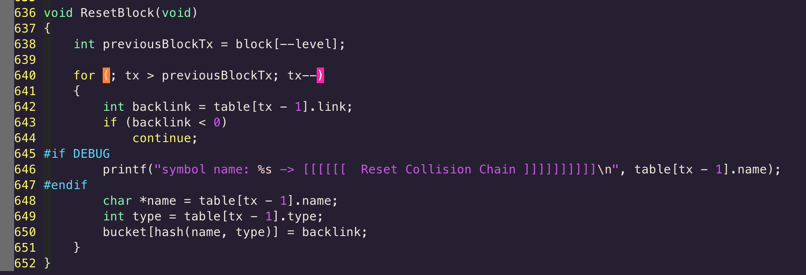 636 void ResetBlock(void)
637 {
638     int previousBlockTx = block[--level];
639
640     for (; tx > previousBlockTx; tx--)
641     {
642         int backlink = table[tx - 1].link;
643         if (backlink < 0)
644             continue;
645 #if DEBUG
646         printf("symbol name: %s -> [[[[[[  Reset Collision Chain ]]]]]]]]]]\n", table[tx - 1].name);
647 #endif
648         char *name = table[tx - 1].name;
649         int type = table[tx - 1].type;
650         bucket[hash(name, type)] = backlink;
651     }
652 }